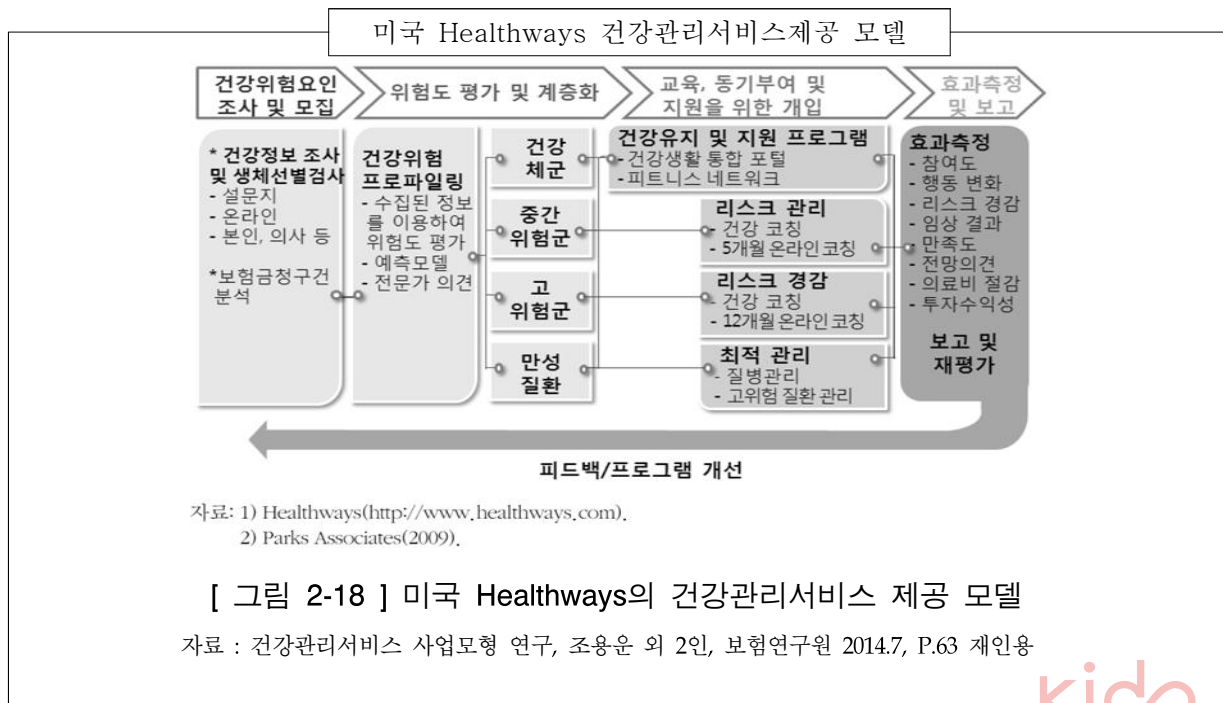 미국 Healthways 건강관리서비스제공 모델
건강위험요인
조사 및 모집
위험도 평가 및 계층화
교육, 동기부여 및
지원을 위한 개입
효과측정
및 보고
* 건강정보 조사
및 생체선별검사
- 설문지
- 온라인
- 본인, 의사 등
*보험금청구건
분석
건강위험
프로파일링
- 수집된 정보
를 이용하여
위험도 평가
- 예측모델
- 전문가 의견
건강
체군
중간
위험군
고
위험군
만성
질환
건강유지 및 지원 프로그램
-건강생활 통합 포털
-피트니스 네트워크
리스크 관리
- 건강 코칭
- 5개월 온라인 코칭
리스크 경감
- 건강 코칭
- 12개월 온라인 코칭
최적 관리
- 질병관리
- 고위험 질환 관리
효과측정
- 참여도
- 행동 변화
- 리스크 경감
- 임상 결과
- 만족도
- 전망의견
- 의료비 절감
- 투자수익성
보고 및
재평가
피드백/프로그램 개선
자료: 1) Healthways(http://www.healthways.com).
2) Parks Associates(2009).
[ 그림 2-18 ] 미국 Healthways의 건강관리서비스 제공 모델
자료 : 건강관리서비스 사업모형 연구, 조용운 외 2인, 보험연구원 2014.7, P.63 재인용